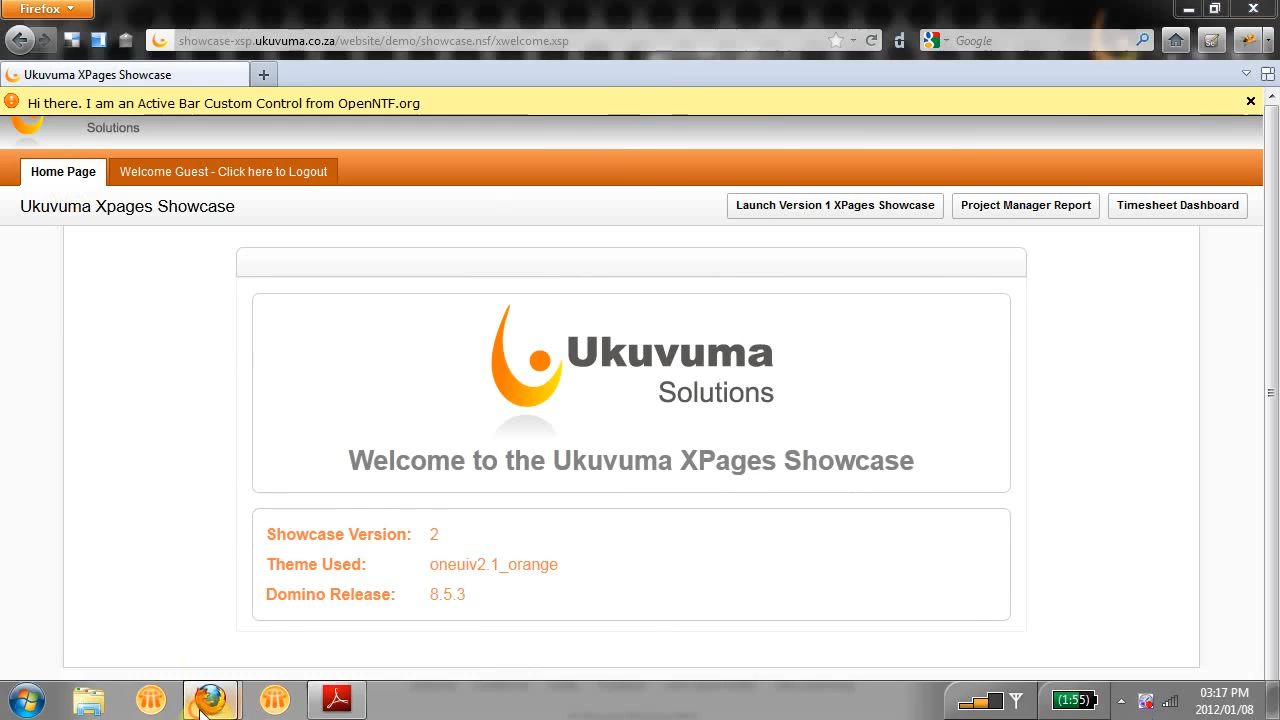 Firefox
showcase-xsp.ukuvuma.co.za/website/demo/showcase.nsf/xwelcome.xsp
Google
Ukuvuma XPages Showcase
Hi there. I am an Active Bar Custom Control from OpenNTF.org
Solutions
Home Page
Welcome Guest - Click here to Logout
Ukuvuma Xpages Showcase
Launch Version 1 XPages Showcase
Project Manager Report
Timesheet Dashboard
Ukuvuma
Solutions
Welcome to the Ukuvuma XPages Showcase
Showcase Version: 2
Theme Used: oneuiv2.1_orange
Domino Release: 8.5.3
(1:55)
03:17 PM
2012/01/08